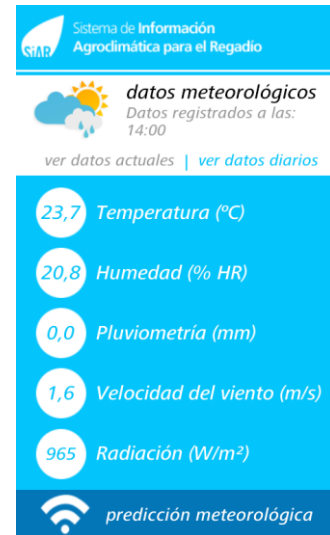 SiAR
Sistema de Información
Agroclimática para el Regadío
datos meteorológicos
Datos registrados a las:
14:00
ver datos actuales | ver datos diarios
23,7 Temperatura (ºC)
20,8 Humedad (% HR)
0,0 Pluviometría (mm)
1,6 Velocidad del viento (m/s)
965 Radiación (W/m²)
predicción meteorológica